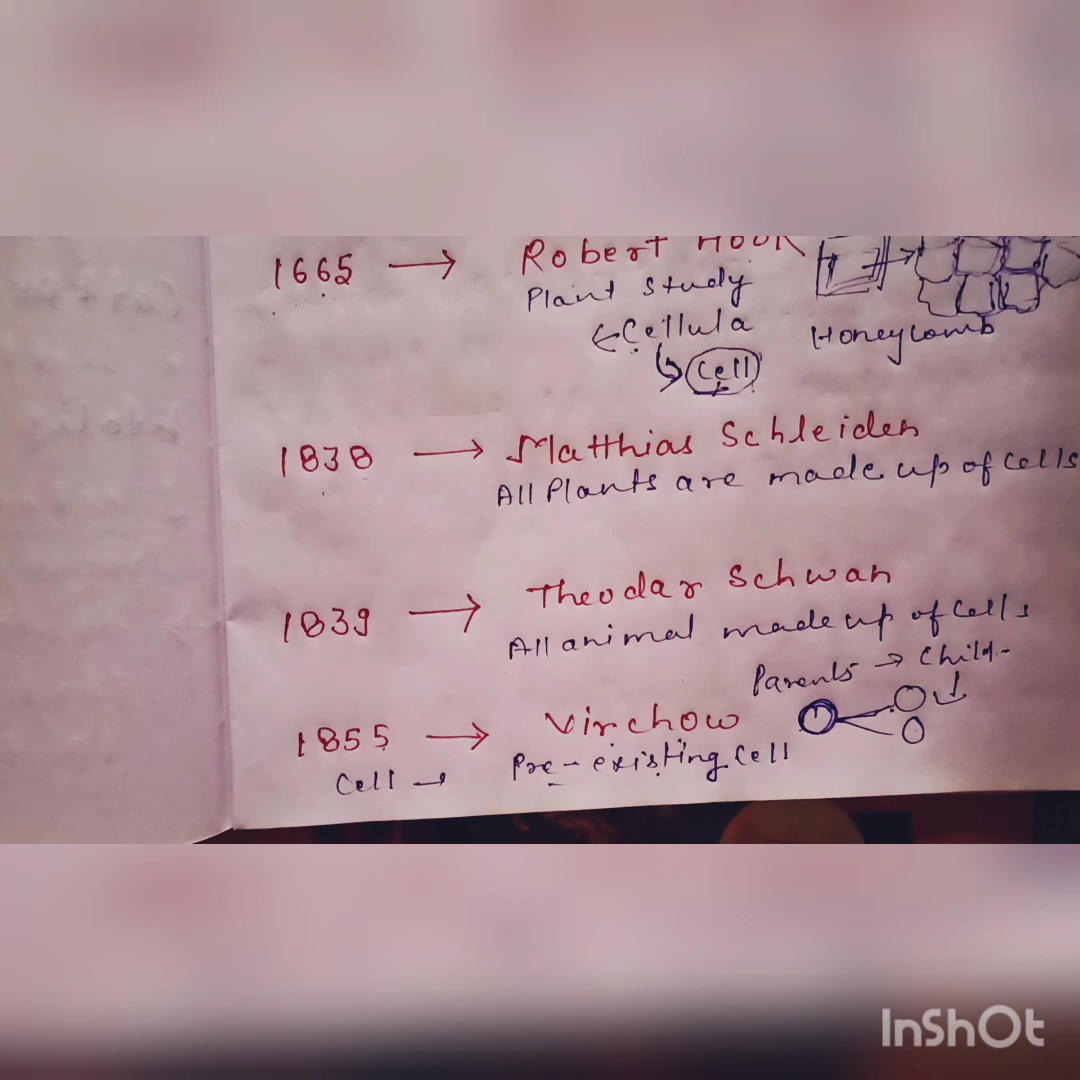 1665 → Robert Hook
Plant study
← Cellula
Honeycomb
↳ Cell
1838 → Matthias Schleiden
All Plants are made up of Cells
1839 → Theodar Schwan
All animal made up of Cells
Parents → Child
1855 → Virchow
Cell → Pre-existing Cell
InShOt